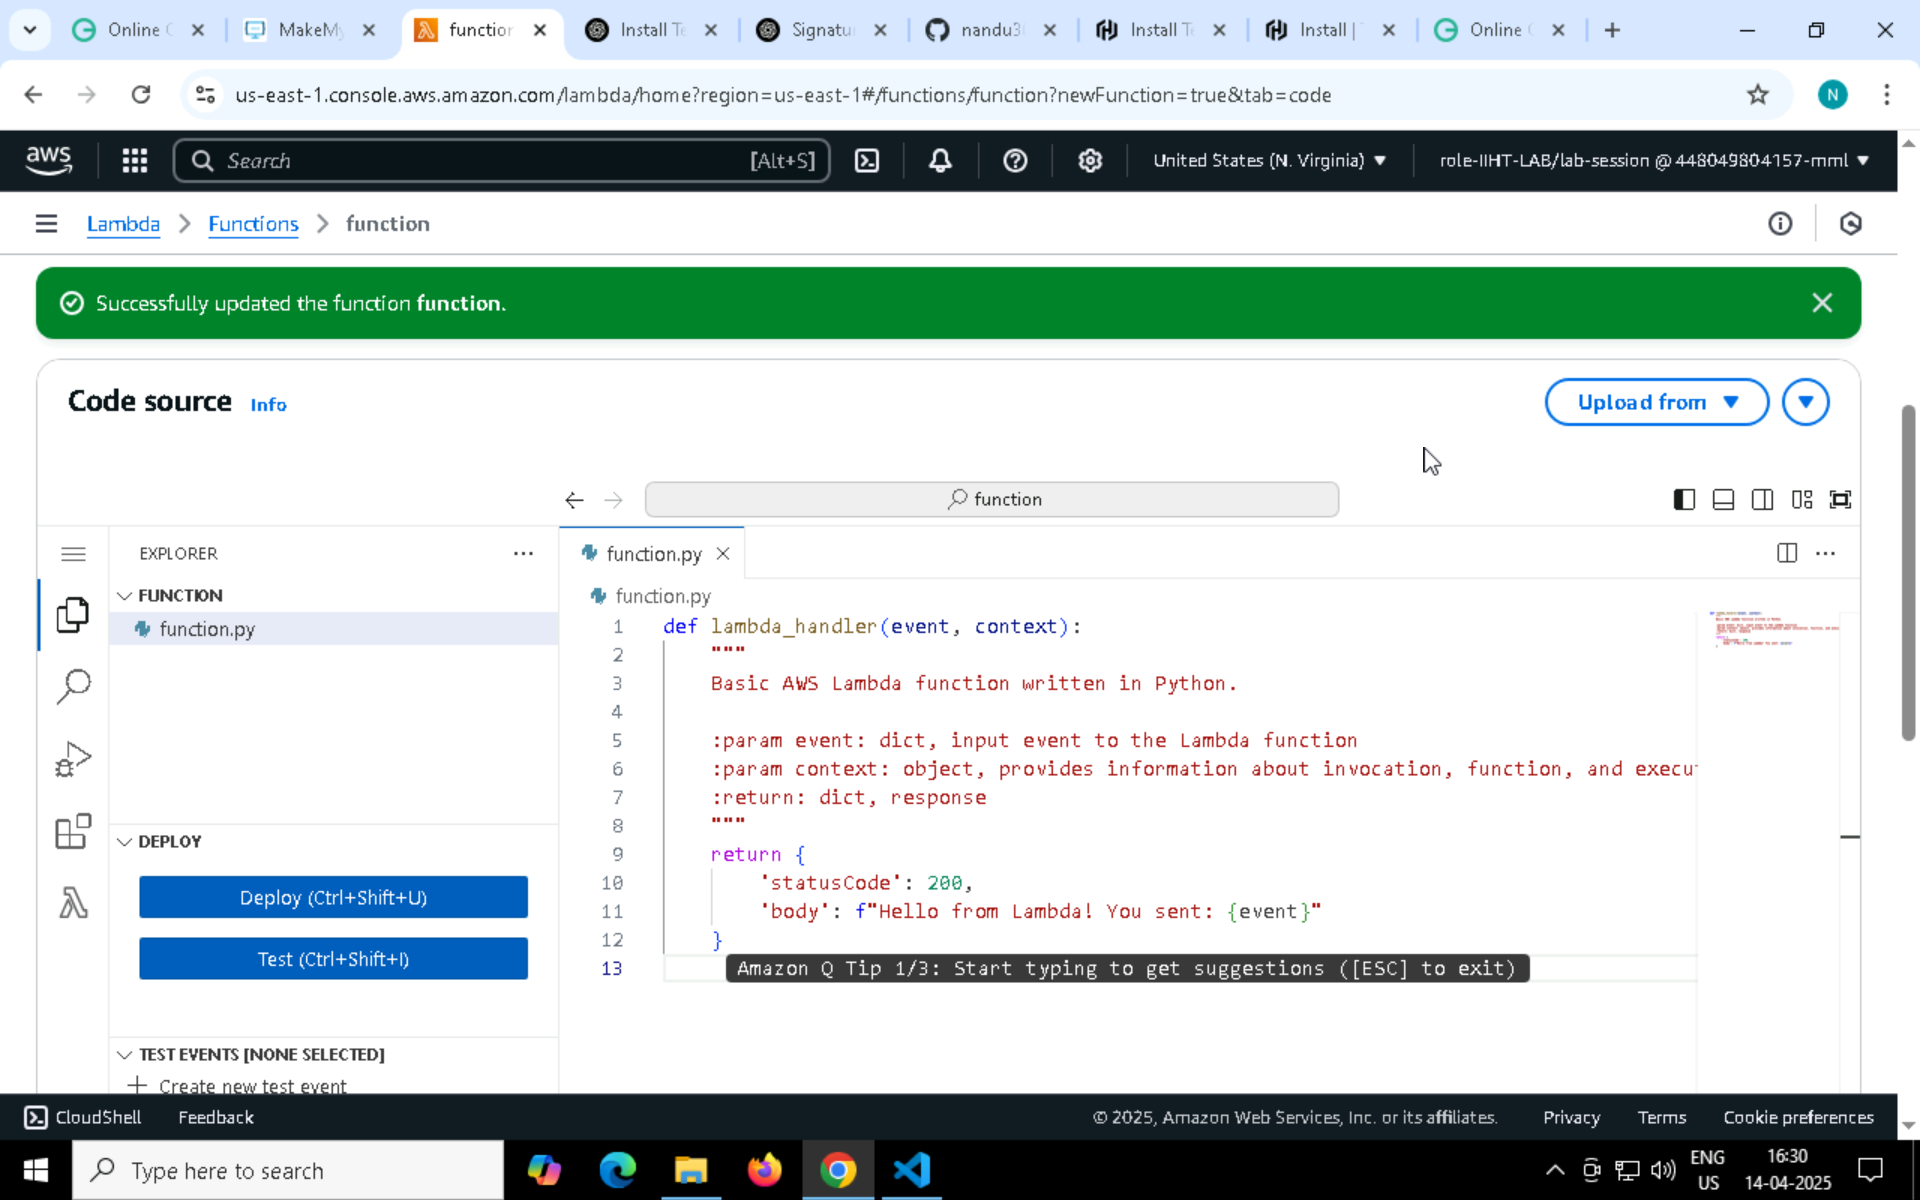 Online C
MakeMy
function
Install Te
Signatu
nandu3
Install Te
Install | T
Online C
us-east-1.console.aws.amazon.com/lambda/home?region=us-east-1#/functions/function?newFunction=true&tab=code
N
aws
Search
[Alt+S]
United States (N. Virginia)
role-IIHT-LAB/lab-session @ 448049804157-mml
Lambda
Functions
function
Successfully updated the function function.
Code source Info
Upload from
function
EXPLORER
function.py
FUNCTION
function.py
function.py
1 def lambda_handler(event, context):
2 """
3 Basic AWS Lambda function written in Python.
4
5 :param event: dict, input event to the Lambda function
6 :param context: object, provides information about invocation, function, and execu
7 :return: dict, response
8 """
9 return {
10 'statusCode': 200,
11 'body': f"Hello from Lambda! You sent: {event}"
12 }
13 Amazon Q Tip 1/3: Start typing to get suggestions ([ESC] to exit)
DEPLOY
Deploy (Ctrl+Shift+U)
Test (Ctrl+Shift+I)
TEST EVENTS [NONE SELECTED]
Create new test event
CloudShell
Feedback
© 2025, Amazon Web Services, Inc. or its affiliates.
Privacy
Terms
Cookie preferences
Type here to search
ENG
US
16:30
14-04-2025